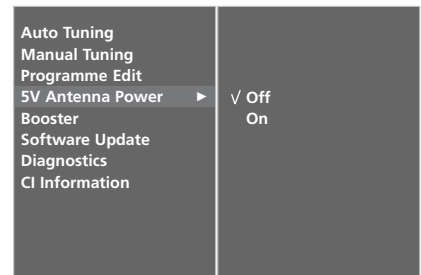 Auto Tuning
Manual Tuning
Programme Edit
5V Antenna Power ►
Booster
Software Update
Diagnostics
CI Information
√ Off
On